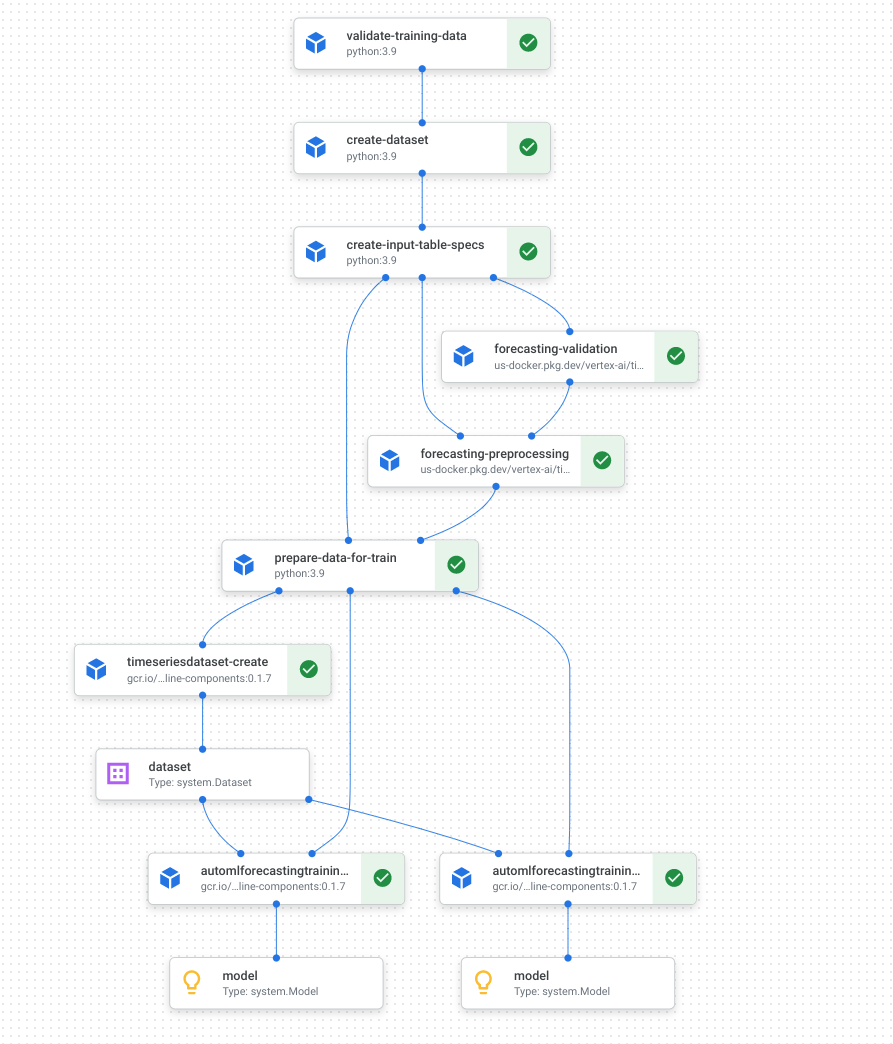 validate-training-data
python:3.9
create-dataset
python:3.9
create-input-table-specs
python:3.9
forecasting-validation
us-docker.pkg.dev/vertex-ai/ti…
forecasting-preprocessing
us-docker.pkg.dev/vertex-ai/ti…
prepare-data-for-train
python:3.9
timeseriesdataset-create
gcr.io/…line-components:0.1.7
dataset
Type: system.Dataset
automlforecastingtrainin…
gcr.io/…line-components:0.1.7
automlforecastingtrainin…
gcr.io/…line-components:0.1.7
model
Type: system.Model
model
Type: system.Model